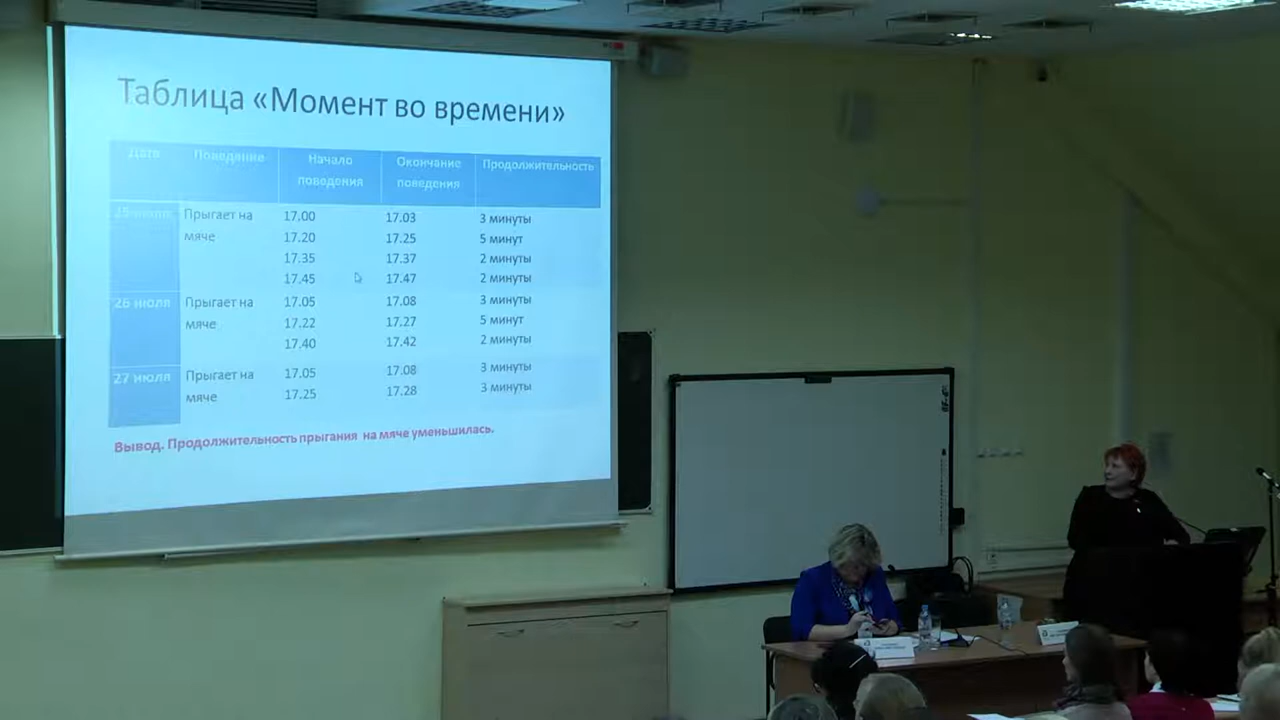 Таблица «Момент во времени»
Дата Поведение Начало поведения Окончание поведения Продолжительность
25 июля Прыгает на мяче 17.00 17.03 3 минуты
17.20 17.25 5 минут
17.35 17.37 2 минуты
17.45 17.47 2 минуты
26 июля Прыгает на мяче 17.05 17.08 3 минуты
17.22 17.27 5 минут
17.40 17.42 2 минуты
27 июля Прыгает на мяче 17.05 17.08 3 минуты
17.25 17.28 3 минуты
Вывод. Продолжительность прыгания на мяче уменьшилась.